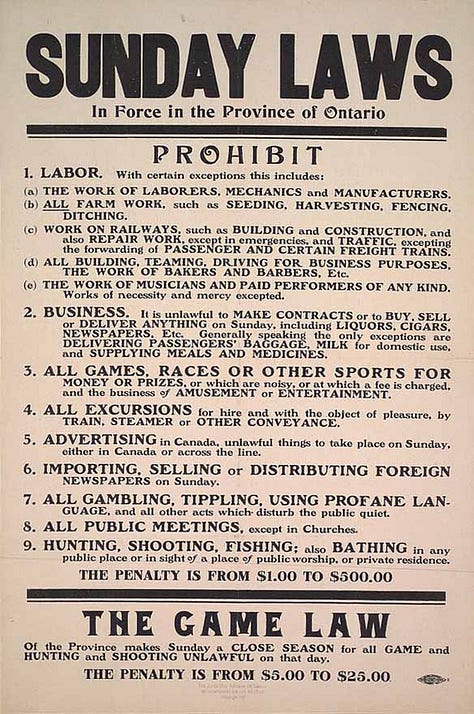 SUNDAY LAWS
In Force in the Province of Ontario
PROHIBIT
1. LABOR. With certain exceptions this includes:
(a) THE WORK OF LABORERS, MECHANICS and MANUFACTURERS.
(b) ALL FARM WORK, such as SEEDING, HARVESTING, FENCING,
DITCHING.
(c) WORK ON RAILWAYS, such as BUILDING and CONSTRUCTION, and
also REPAIR WORK, except in emergencies, and TRAFFIC, excepting
the forwarding of PASSENGER AND CERTAIN FREIGHT TRAINS.
(d) ALL BUILDING, TEAMING, DRIVING FOR BUSINESS PURPOSES,
THE WORK OF BAKERS AND BARBERS, Etc.
(e) THE WORK OF MUSICIANS AND PAID PERFORMERS OF ANY KIND.
Works of necessity and mercy excepted.
2. BUSINESS. It is unlawful to MAKE CONTRACTS or to BUY, SELL
or DELIVER ANYTHING on Sunday, including LIQUORS, CIGARS,
NEWSPAPERS, Etc. Generally speaking the only exceptions are
DELIVERING PASSENGERS' BAGGAGE, MILK for domestic use,
and SUPPLYING MEALS AND MEDICINES.
3. ALL GAMES, RACES OR OTHER SPORTS FOR
MONEY OR PRIZES, or which are noisy, or at which a fee is charged,
and the business of AMUSEMENT or ENTERTAINMENT.
4. ALL EXCURSIONS for hire and with the object of pleasure, by
TRAIN, STEAMER or OTHER CONVEYANCE.
5. ADVERTISING in Canada, unlawful things to take place on Sunday,
either in Canada or across the line.
6. IMPORTING, SELLING or DISTRIBUTING FOREIGN
NEWSPAPERS on Sunday.
7. ALL GAMBLING, TIPPLING, USING PROFANE LAN-
GUAGE, and all other acts which disturb the public quiet.
8. ALL PUBLIC MEETINGS, except in Churches.
9. HUNTING, SHOOTING, FISHING; also BATHING in any
public place or in sight of a place of public worship, or private residence.
THE PENALTY IS FROM $1.00 TO $500.00
THE GAME LAW
Of the Province makes Sunday a CLOSE SEASON for all GAME and
HUNTING and SHOOTING UNLAWFUL on that day.
THE PENALTY IS FROM $5.00 TO $25.00